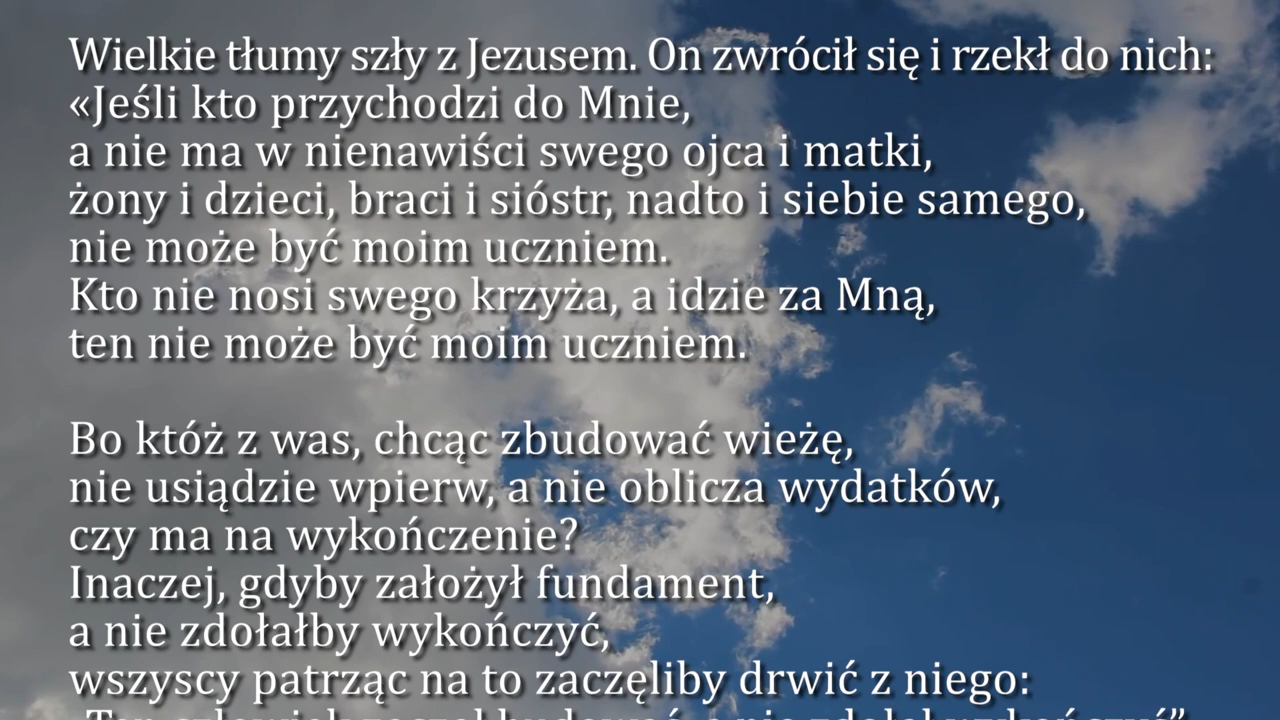 Wielkie tłumy szły z Jezusem. On zwrócił się i rzekł do nich:
«Jeśli kto przychodzi do Mnie,
a nie ma w nienawiści swego ojca i matki,
żony i dzieci, braci i sióstr, nadto i siebie samego,
nie może być moim uczniem.
Kto nie nosi swego krzyża, a idzie za Mną,
ten nie może być moim uczniem.
Bo któż z was, chcąc zbudować wieżę,
nie usiądzie wpierw, a nie oblicza wydatków,
czy ma na wykończenie?
Inaczej, gdyby założył fundament,
a nie zdołałby wykończyć,
wszyscy patrząc na to zaczęliby drwić z niego: